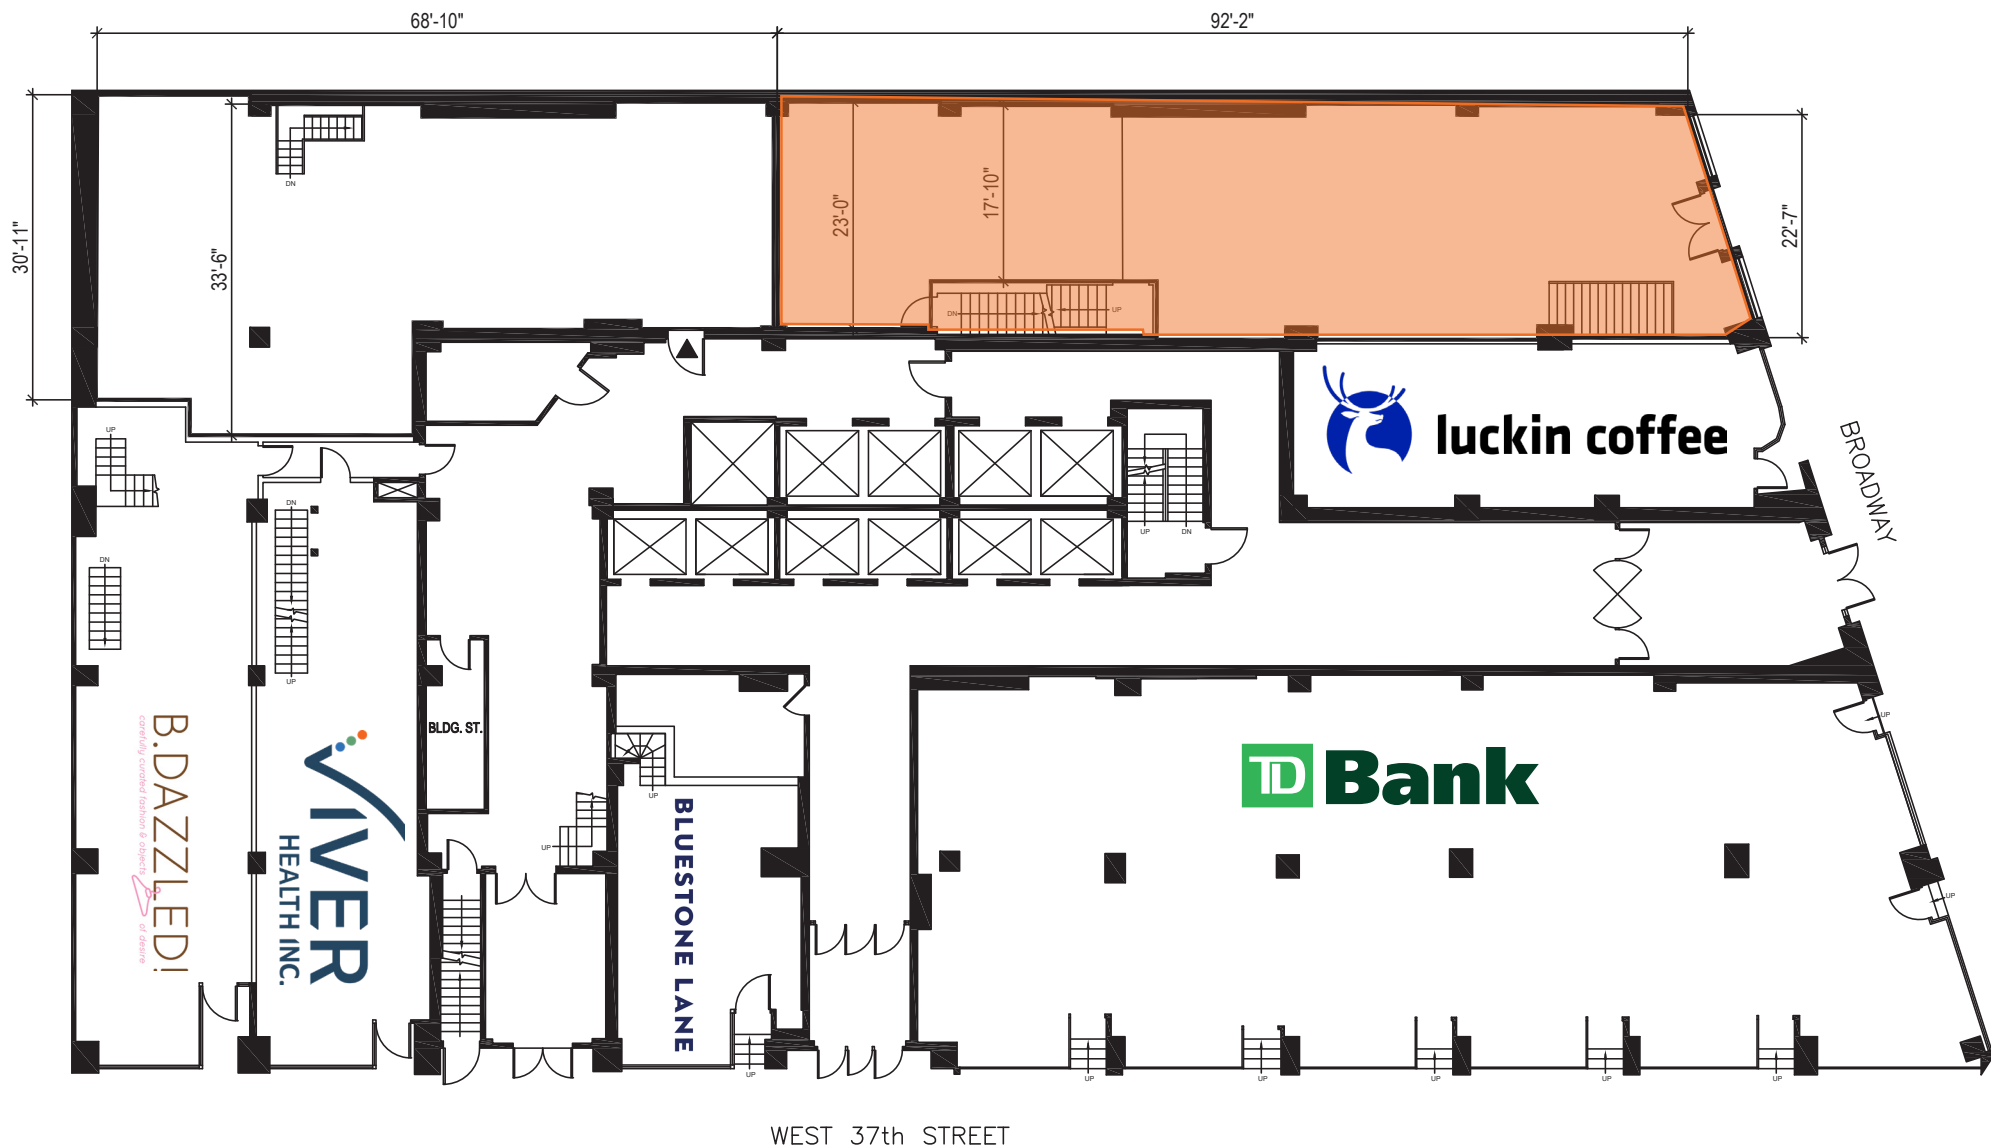 68'-10"
92'-2"
30'-11"
33'-6"
23'-0"
17'-10"
22'-7"
DN
DN
UP
luckin coffee
BROADWAY
UP
DN
DN
UP
UP
DN
BLDG. ST.
UP
UP
B.DAZZLED!
carefully curated fashion & objects of desire
VIVER
HEALTH INC.
BLUESTONE LANE
TD Bank
UP
UP
UP
UP
UP
UP
UP
UP
WEST 37th STREET